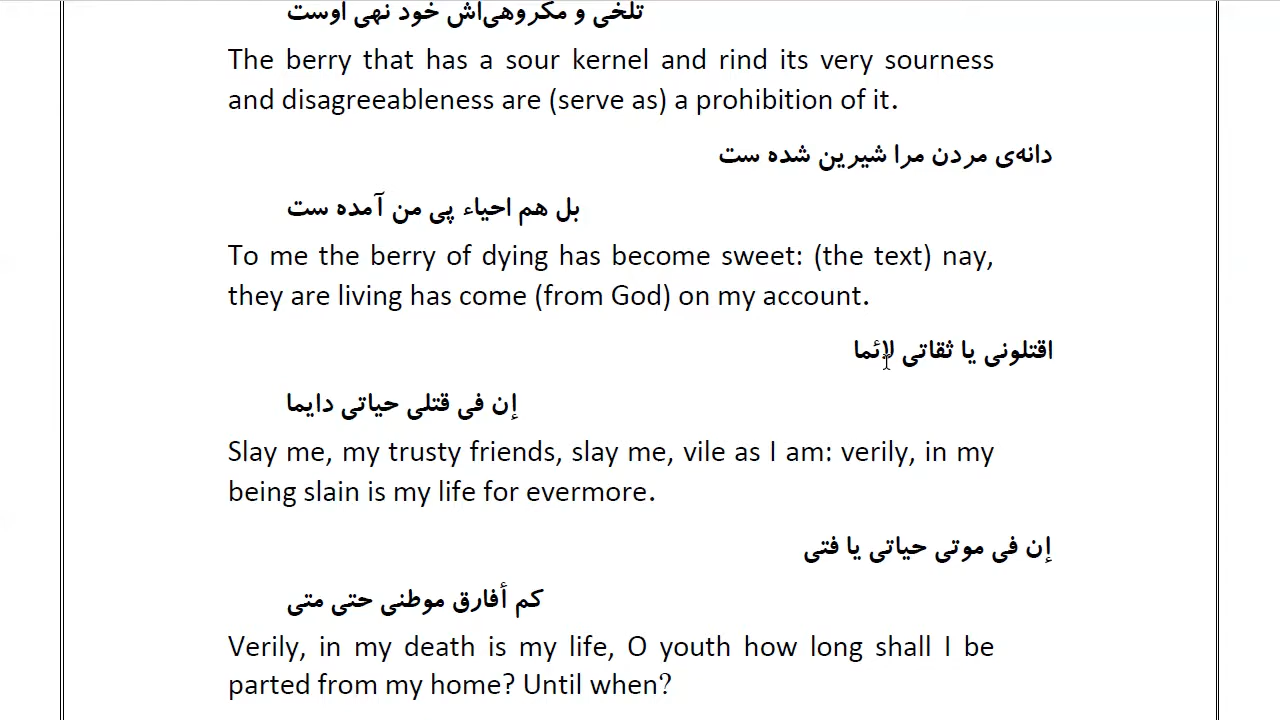 تلخی و مکروهی‌اش خود نهی اوست
The berry that has a sour kernel and rind its very sourness
and disagreeableness are (serve as) a prohibition of it.
دانه‌ی مردن مرا شیرین شده ست
بل هم احیاء پی من آمده ست
To me the berry of dying has become sweet: (the text) nay,
they are living has come (from God) on my account.
اقتلونی یا ثقاتی لائما
إن فی قتلی حیاتی دایما
Slay me, my trusty friends, slay me, vile as I am: verily, in my
being slain is my life for evermore.
إن فی موتی حیاتی یا فتی
کم أفارق موطنی حتی متی
Verily, in my death is my life, O youth how long shall I be
parted from my home? Until when?